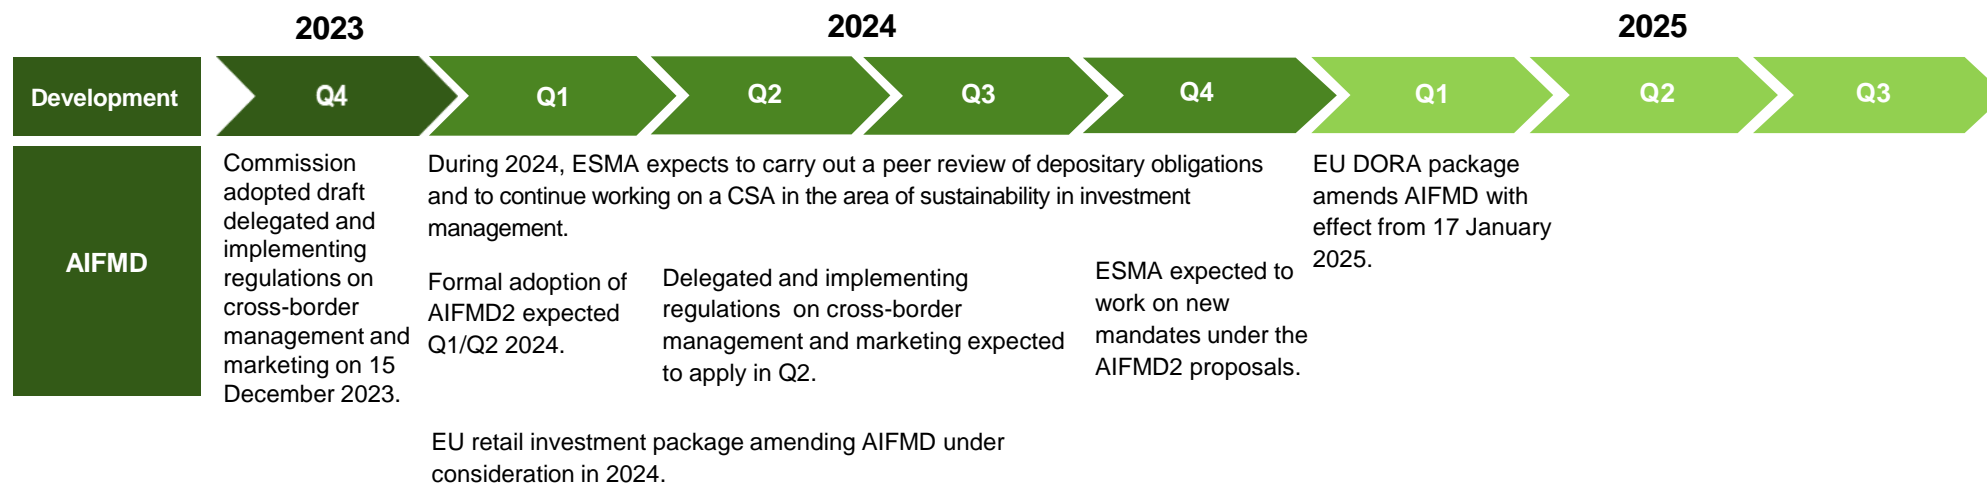 2023
2024
2025
Development
Q4
Q1
Q2
Q3
Q4
Q1
Q2
Q3
AIFMD
Commission
adopted draft
delegated and
implementing
regulations on
cross-border
management and
marketing on 15
December 2023.
During 2024, ESMA expects to carry out a peer review of depositary obligations
and to continue working on a CSA in the area of sustainability in investment
management.
Formal adoption of
AIFMD2 expected
Q1/Q2 2024.
Delegated and implementing
regulations on cross-border
management and marketing expected
to apply in Q2.
ESMA expected to
work on new
mandates under the
AIFMD2 proposals.
EU DORA package
amends AIFMD with
effect from 17 January
2025.
EU retail investment package amending AIFMD under
consideration in 2024.